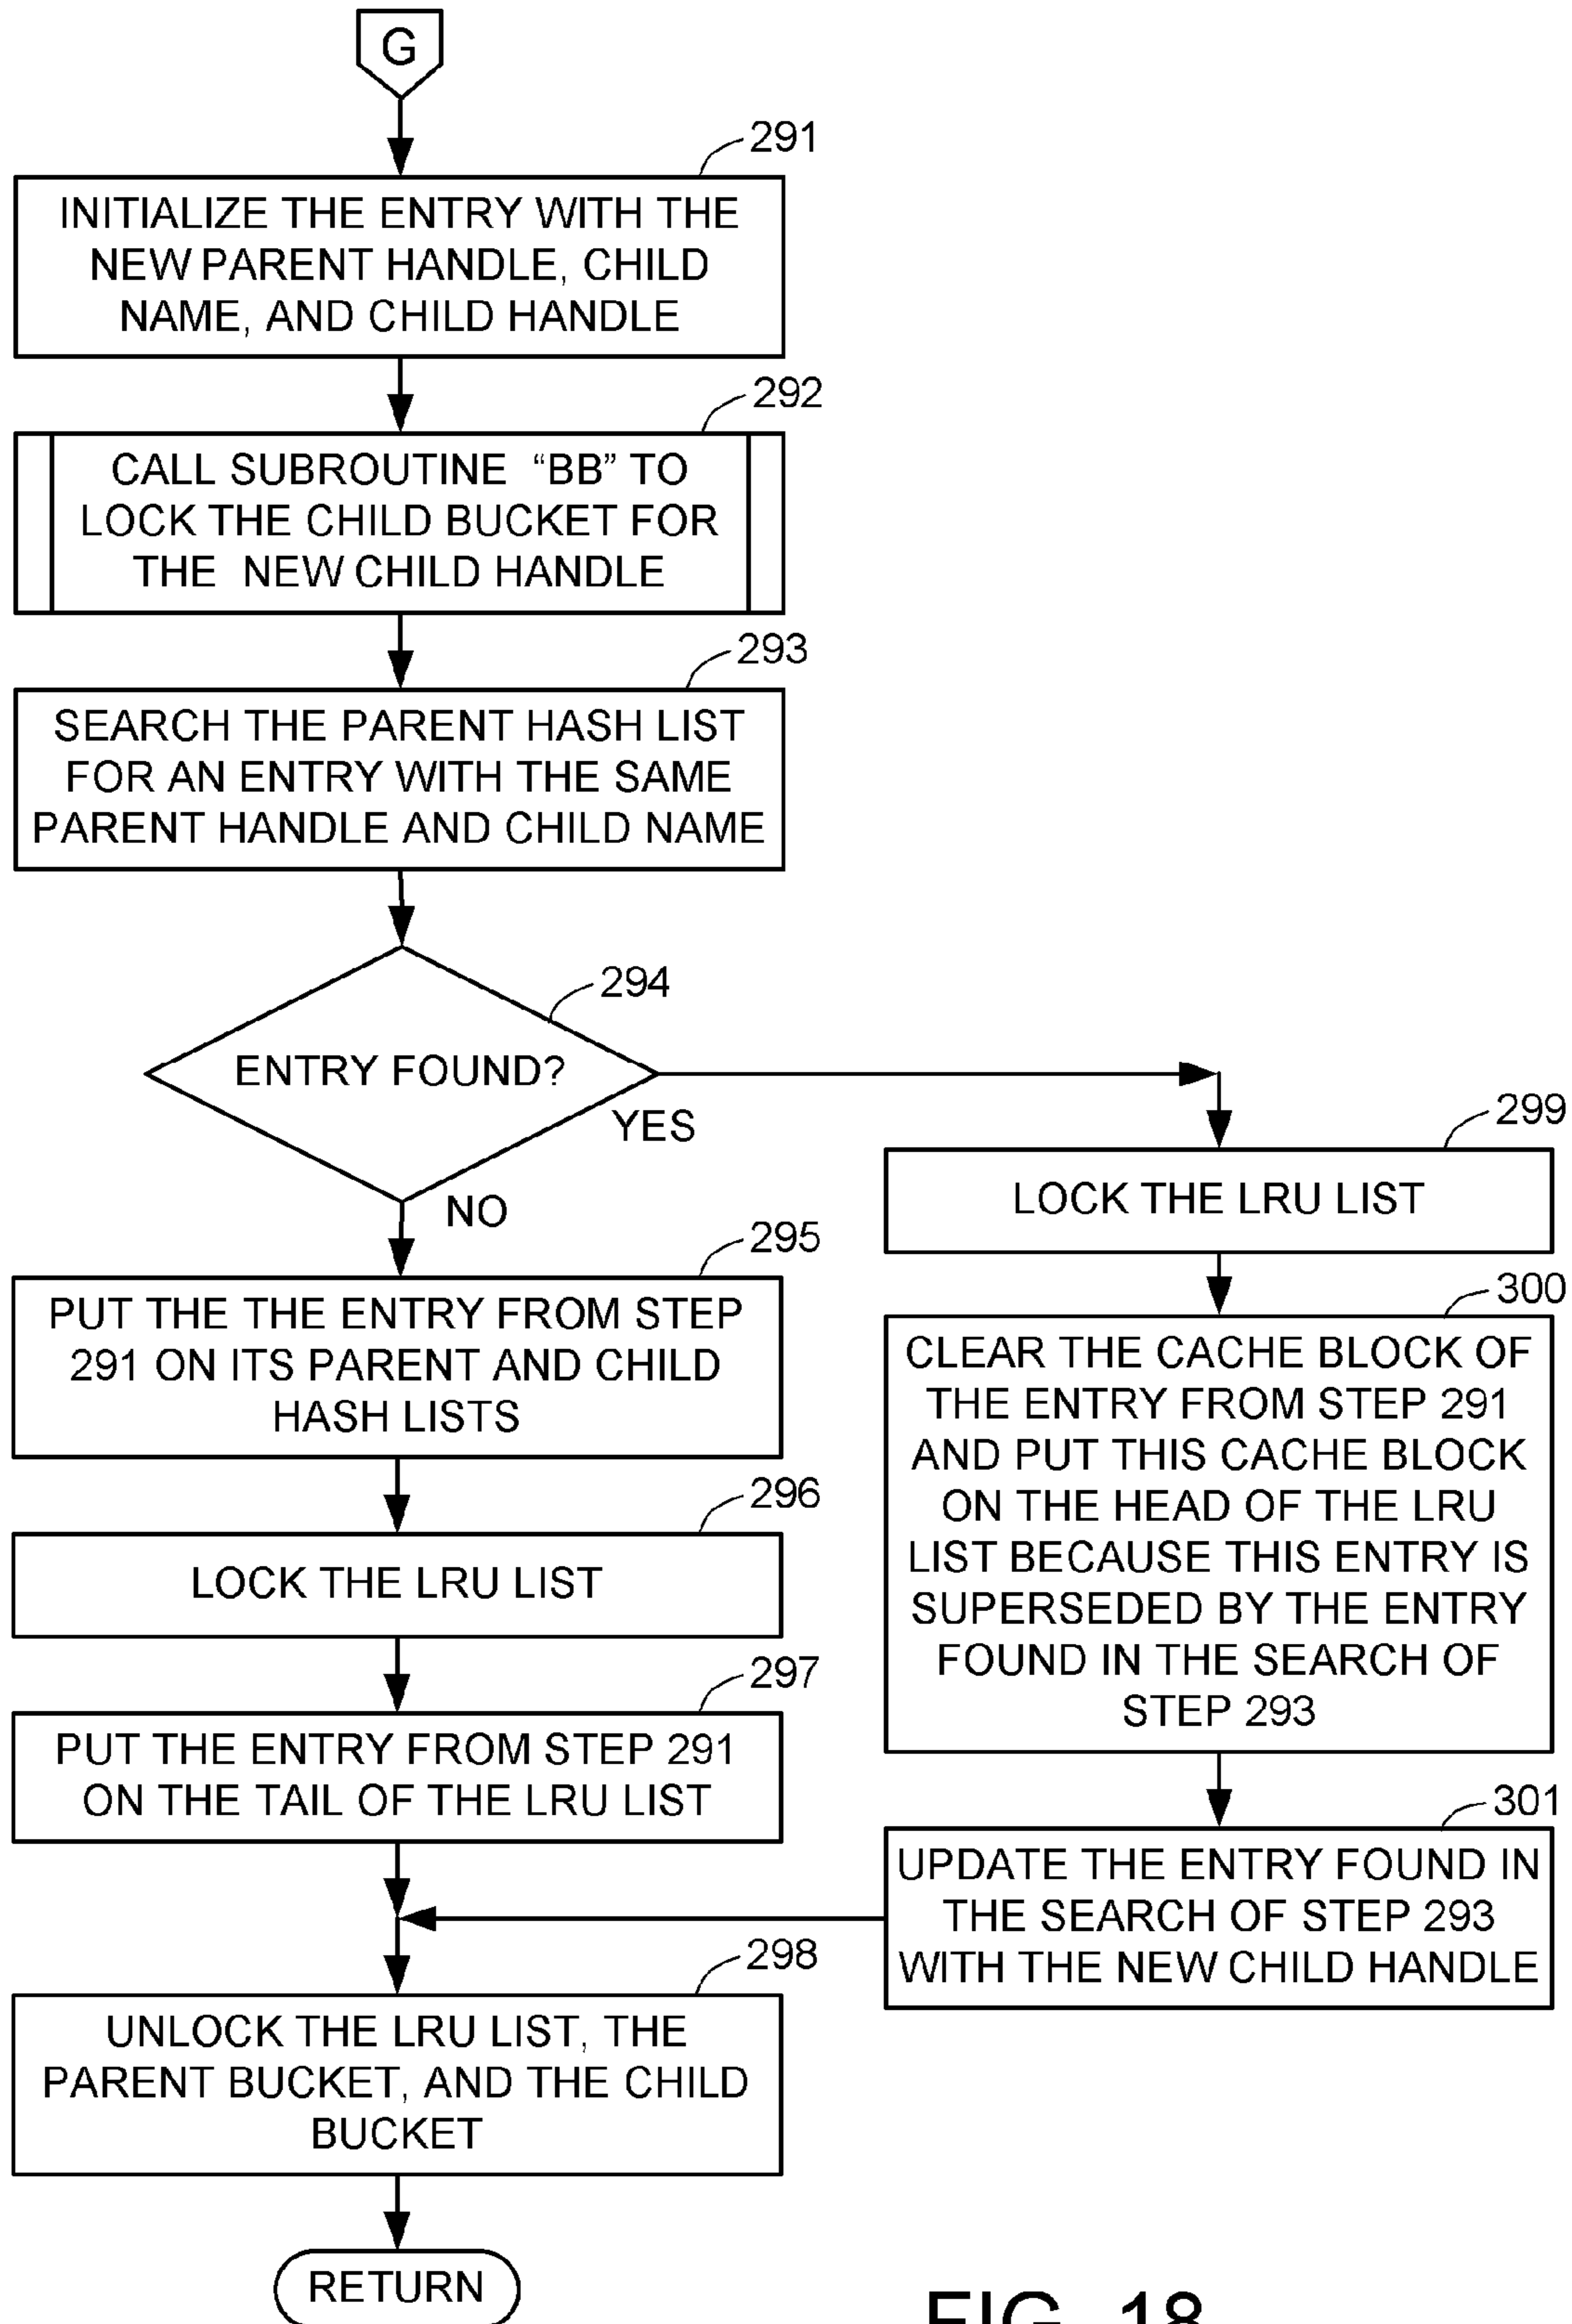 G
291
INITIALIZE THE ENTRY WITH THE
NEW PARENT HANDLE, CHILD
NAME, AND CHILD HANDLE
292
CALL SUBROUTINE “BB” TO
LOCK THE CHILD BUCKET FOR
THE NEW CHILD HANDLE
293
SEARCH THE PARENT HASH LIST
FOR AN ENTRY WITH THE SAME
PARENT HANDLE AND CHILD NAME
294
ENTRY FOUND?
YES
NO
295
PUT THE THE ENTRY FROM STEP
291 ON ITS PARENT AND CHILD
HASH LISTS
296
LOCK THE LRU LIST
297
PUT THE ENTRY FROM STEP 291
ON THE TAIL OF THE LRU LIST
298
UNLOCK THE LRU LIST, THE
PARENT BUCKET, AND THE CHILD
BUCKET
RETURN
299
LOCK THE LRU LIST
300
CLEAR THE CACHE BLOCK OF
THE ENTRY FROM STEP 291
AND PUT THIS CACHE BLOCK
ON THE HEAD OF THE LRU
LIST BECAUSE THIS ENTRY IS
SUPERSEDED BY THE ENTRY
FOUND IN THE SEARCH OF
STEP 293
301
UPDATE THE ENTRY FOUND IN
THE SEARCH OF STEP 293
WITH THE NEW CHILD HANDLE
FIG. 18